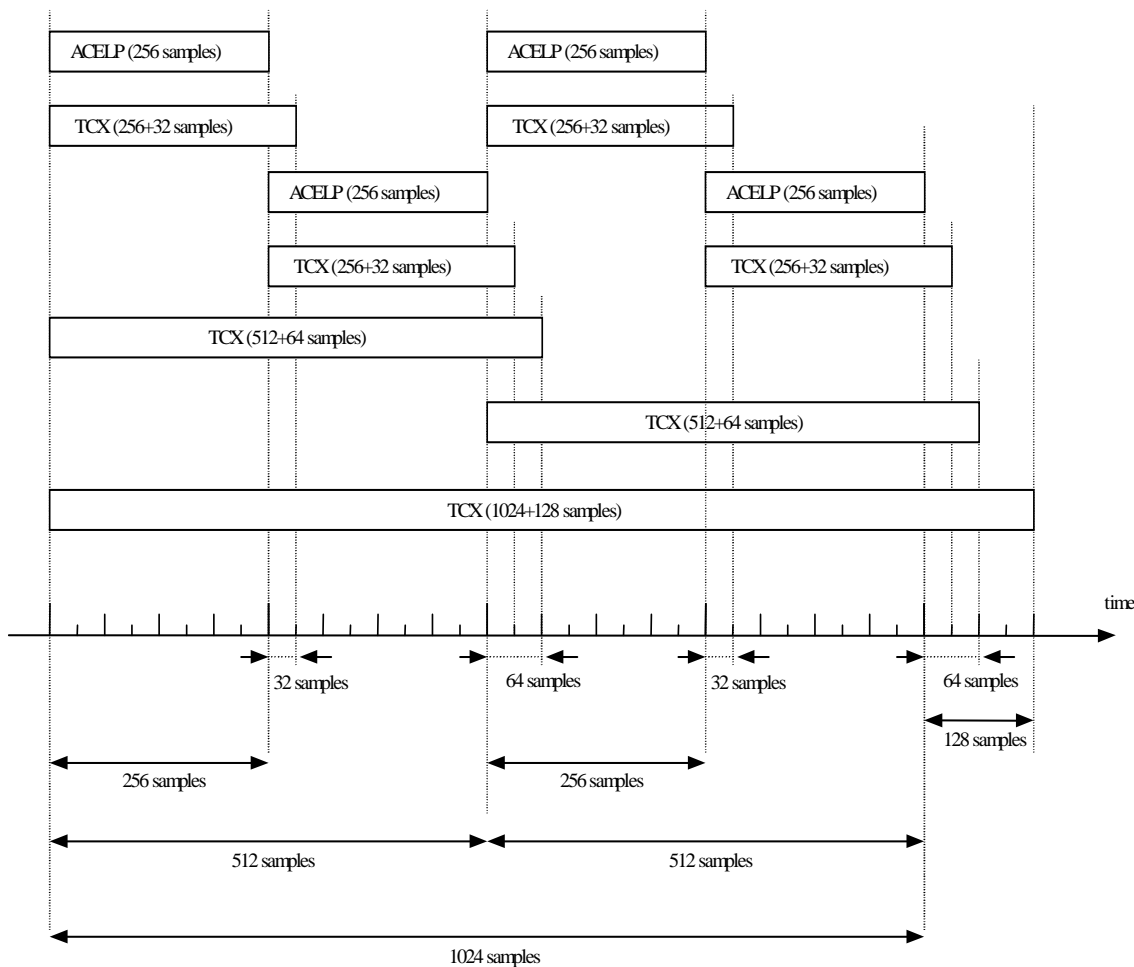 ACELP (256 samples)
ACELP (256 samples)
TCX (256+32 samples)
TCX (256+32 samples)
ACELP (256 samples)
ACELP (256 samples)
TCX (256+32 samples)
TCX (256+32 samples)
TCX (512+64 samples)
TCX (512+64 samples)
TCX (1024+128 samples)
time
32 samples
64 samples
32 samples
64 samples
128 samples
256 samples
256 samples
512 samples
512 samples
1024 samples